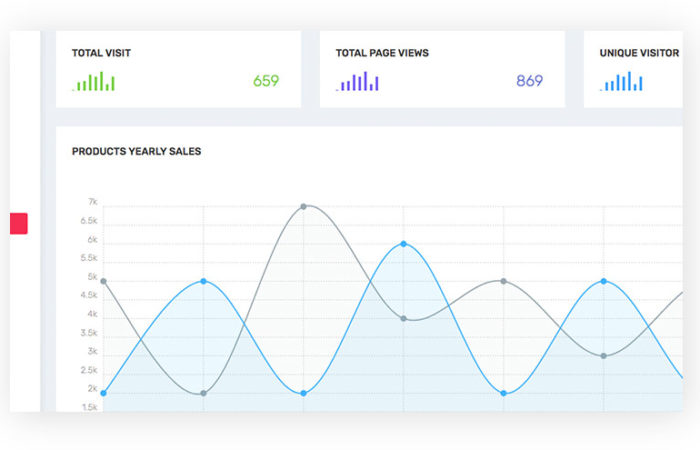 TOTAL VISIT
659
TOTAL PAGE VIEWS
869
UNIQUE VISITOR
PRODUCTS YEARLY SALES
7k
6.5k
6k
5.5k
5k
4.5k
4k
3.5k
3k
2.5k
2k
1.5k